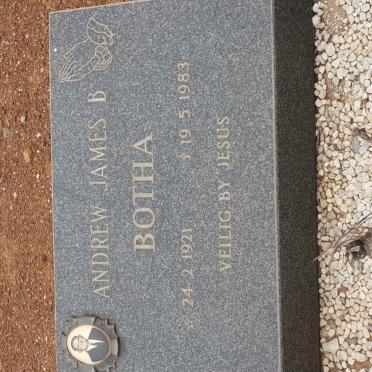 ANDREW JAMES B
BOTHA
☆ 24 2 1921 ✝ 19 5 1983
VEILIG BY JESUS